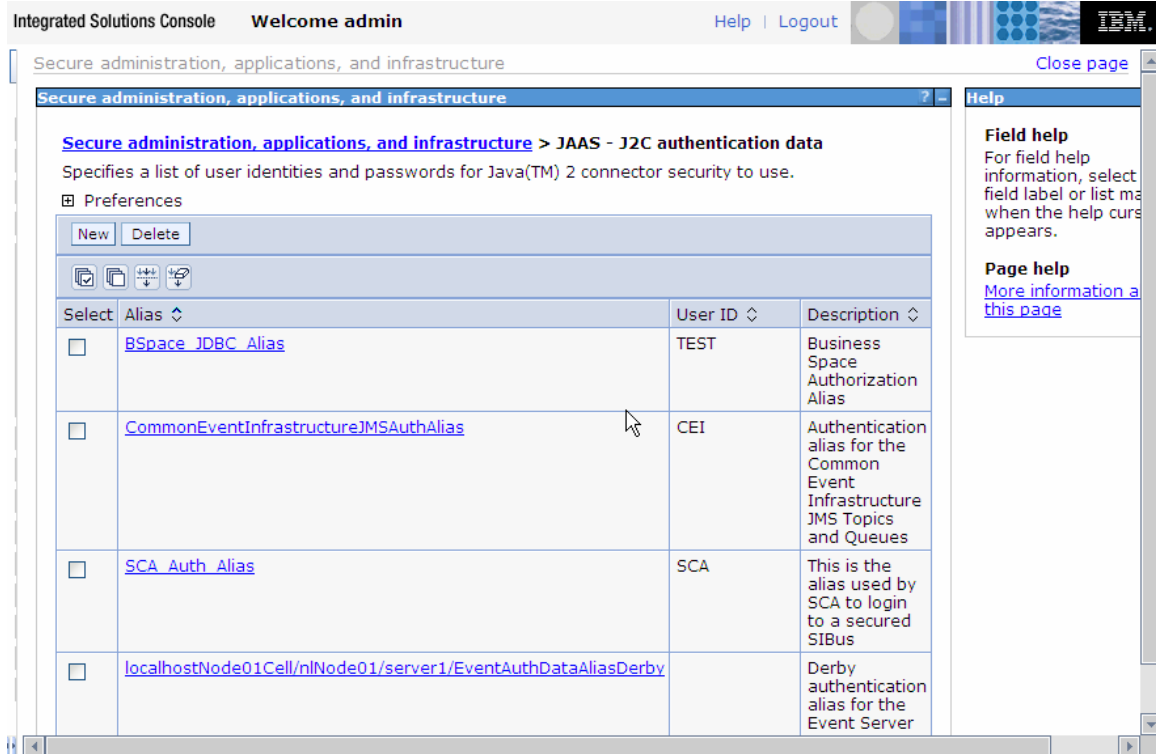 Integrated Solutions Console Welcome admin Help | Logout IBM.
Secure administration, applications, and infrastructure Close page
Secure administration, applications, and infrastructure ? -
Help
Secure administration, applications, and infrastructure > JAAS - J2C authentication data
Specifies a list of user identities and passwords for Java(TM) 2 connector security to use.
Preferences
New Delete
Select Alias User ID Description
BSpace_JDBC_Alias TEST Business
Space
Authorization
Alias
CommonEventInfrastructureJMSAuthAlias CEI Authentication
alias for the
Common
Event
Infrastructure
JMS Topics
and Queues
SCA_Auth_Alias SCA This is the
alias used by
SCA to login
to a secured
SIBus
localhostNode01Cell/nlNode01/server1/EventAuthDataAliasDerby Derby
authentication
alias for the
Event Server
Field help
For field help
information, select
field label or list ma
when the help curs
appears.
Page help
More information a
this page